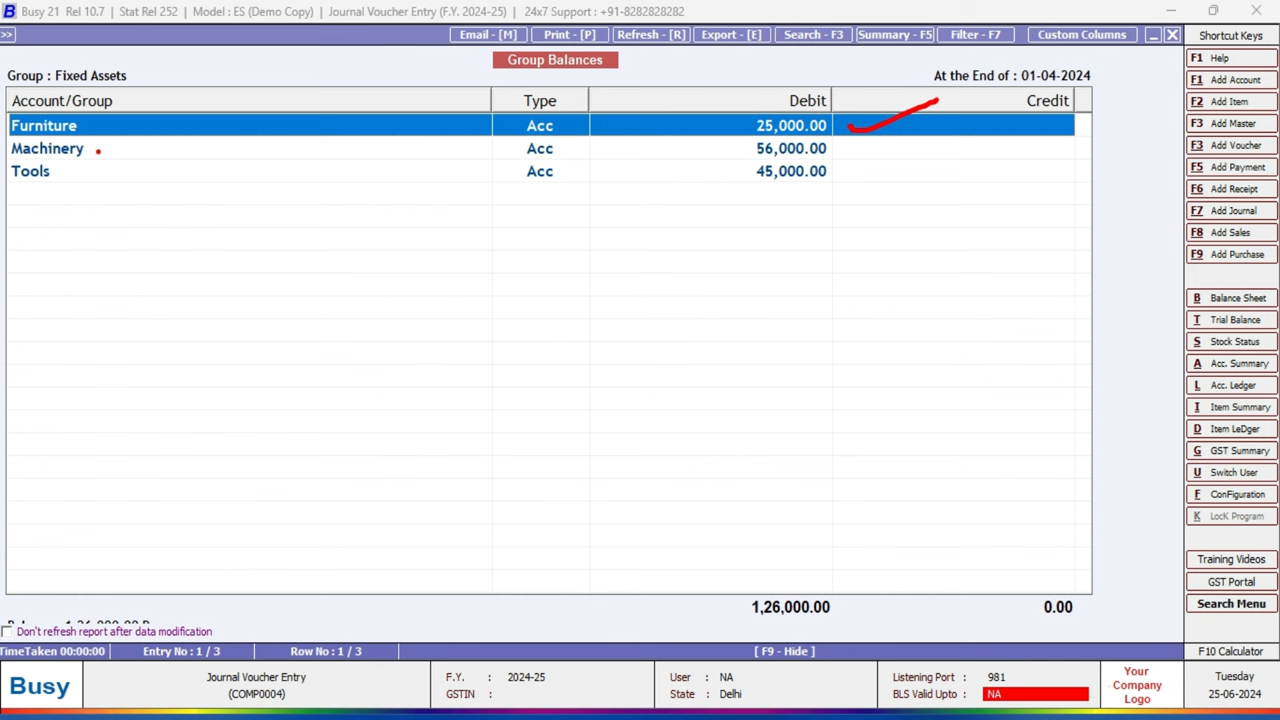 Busy 21 Rel 10.7 | Stat Rel 252 | Model : ES (Demo Copy) | Journal Voucher Entry (F.Y. 2024-25) | 24x7 Support : +91-8282828282
>> Email - [M] Print - [P] Refresh - [R] Export - [E] Search - F3 Summary - F5 Filter - F7 Custom Columns
Group Balances
Group : Fixed Assets At the End of : 01-04-2024
Account/Group Type Debit Credit
Furniture Acc 25,000.00
Machinery Acc 56,000.00
Tools Acc 45,000.00
1,26,000.00 0.00
Don't refresh report after data modification
TimeTaken 00:00:00 Entry No : 1 / 3 Row No : 1 / 3 [ F9 - Hide ]
Shortcut Keys
F1 Help
F1 Add Account
F2 Add Item
F3 Add Master
F3 Add Voucher
F5 Add Payment
F6 Add Receipt
F7 Add Journal
F8 Add Sales
F9 Add Purchase
B Balance Sheet
T Trial Balance
S Stock Status
A Acc. Summary
L Acc. Ledger
I Item Summary
D Item LeDger
G GST Summary
U Switch User
F ConFiguration
K LocK Program
Training Videos
GST Portal
Search Menu
F10 Calculator
Busy
Journal Voucher Entry
(COMP0004)
F.Y. : 2024-25
GSTIN :
User : NA
State : Delhi
Listening Port : 981
BLS Valid Upto : NA
Your
Company
Logo
Tuesday
25-06-2024